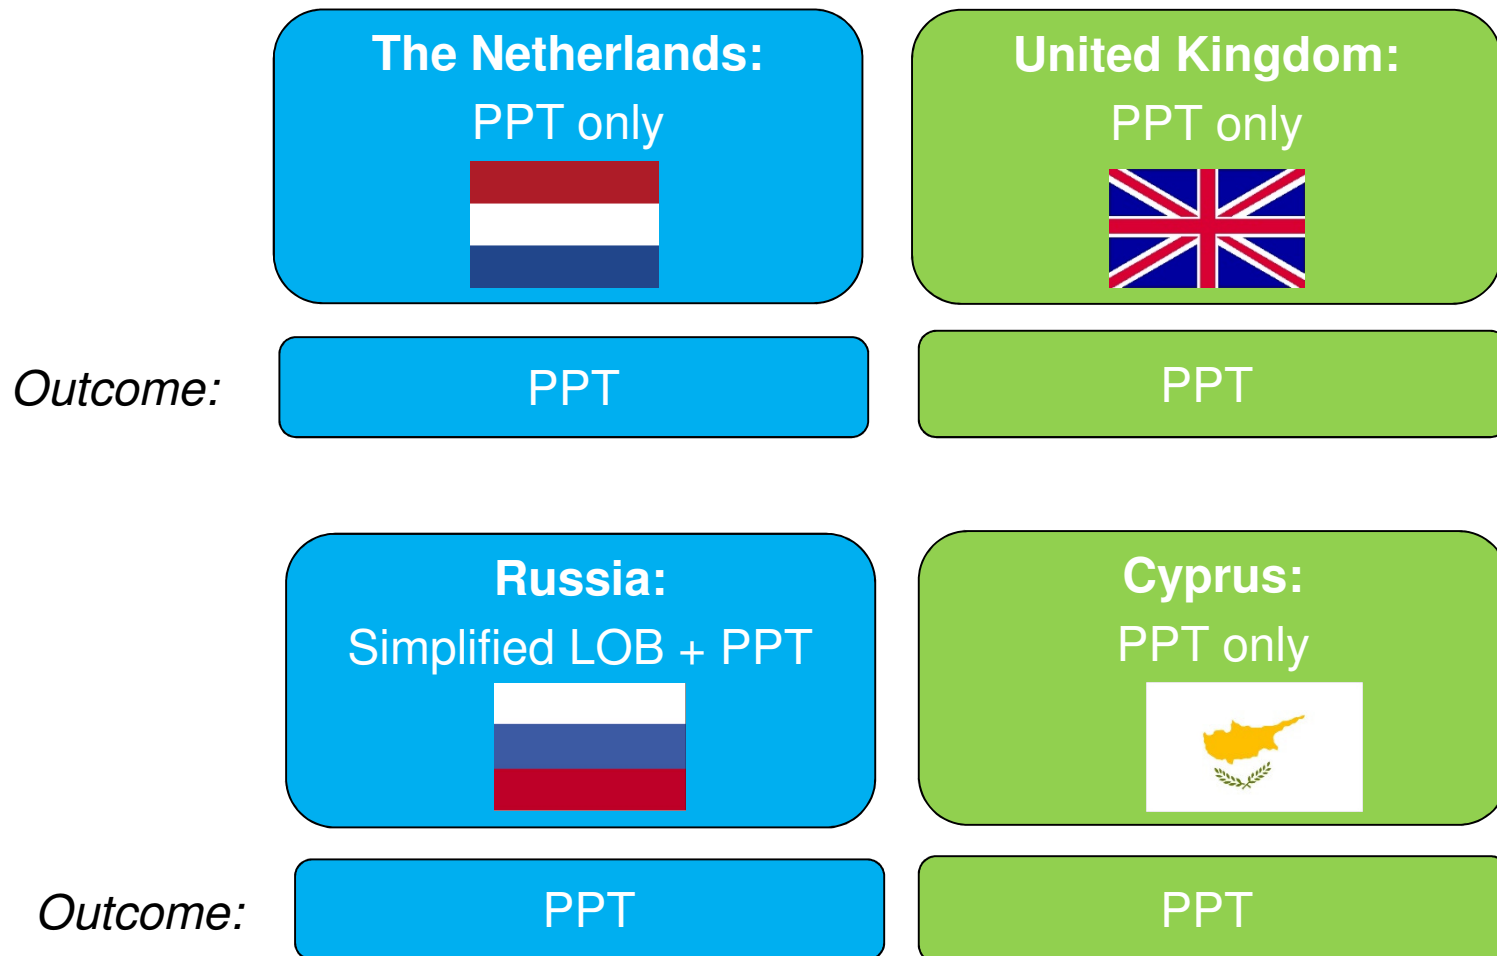 The Netherlands:
PPT only
United Kingdom:
PPT only
Outcome:
PPT
PPT
Russia:
Simplified LOB + PPT
Cyprus:
PPT only
Outcome:
PPT
PPT